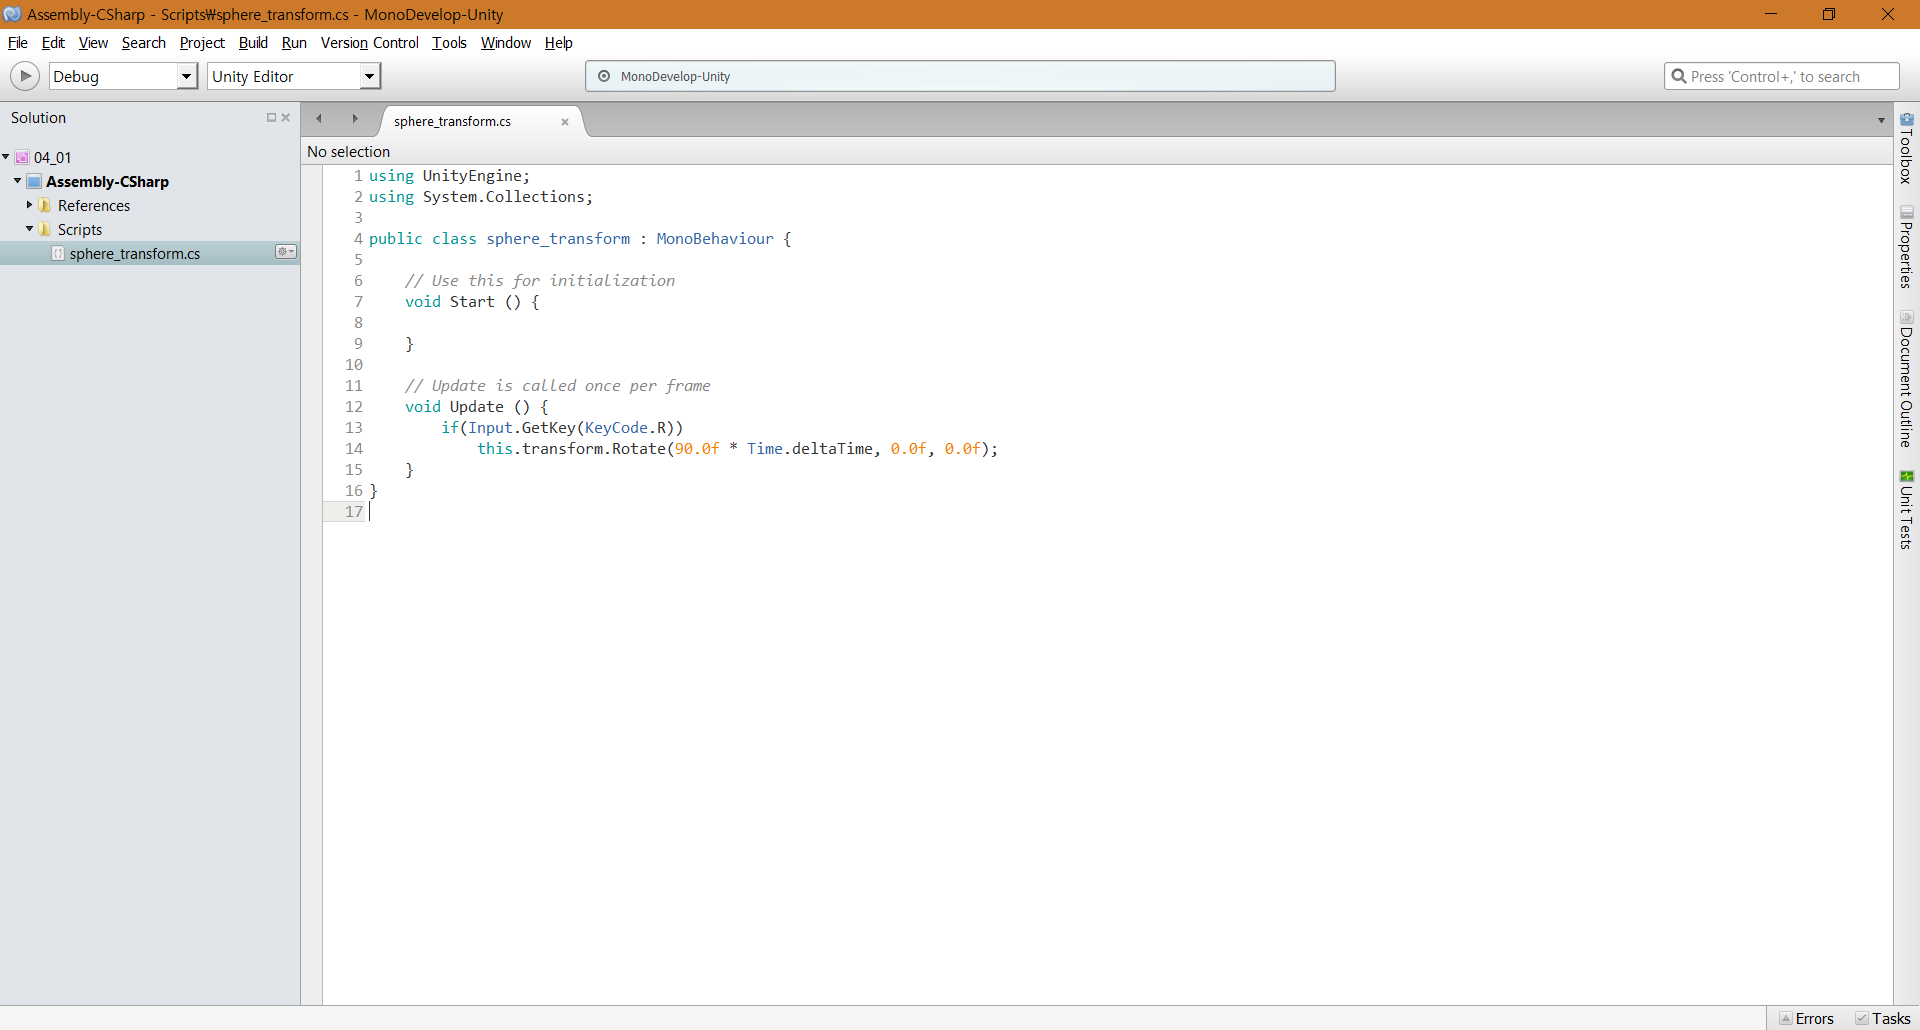 Assembly-CSharp - Scripts₩sphere_transform.cs - MonoDevelop-Unity
File Edit View Search Project Build Run Version Control Tools Window Help
Debug Unity Editor MonoDevelop-Unity Press 'Control+,' to search
Solution
04_01
Assembly-CSharp
References
Scripts
sphere_transform.cs
sphere_transform.cs
No selection
1 using UnityEngine;
2 using System.Collections;
3
4 public class sphere_transform : MonoBehaviour {
5
6     // Use this for initialization
7     void Start () {
8
9     }
10
11     // Update is called once per frame
12     void Update () {
13         if(Input.GetKey(KeyCode.R))
14             this.transform.Rotate(90.0f * Time.deltaTime, 0.0f, 0.0f);
15     }
16 }
17
Toolbox
Properties
Document Outline
Unit Tests
Errors Tasks